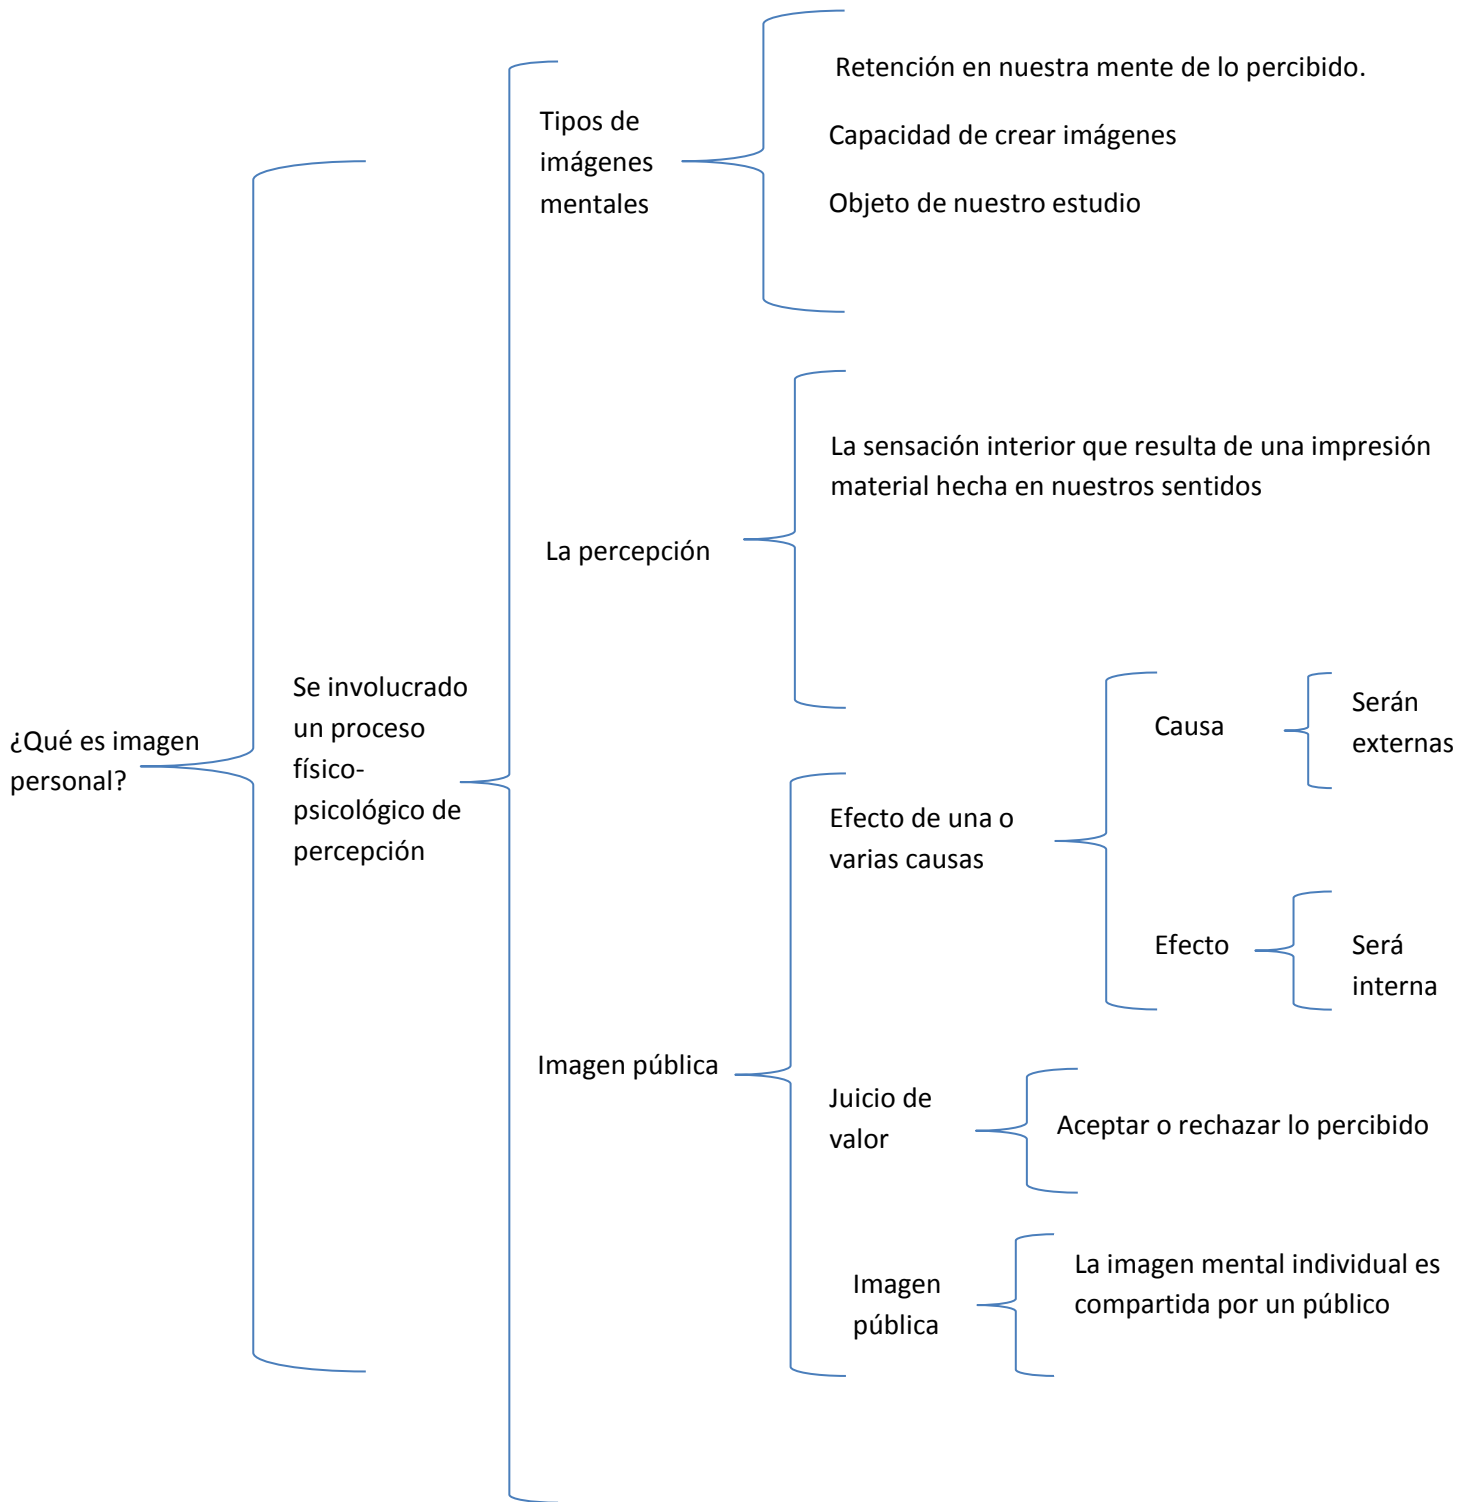 ¿Qué es imagen
personal?
Se involucrado
un proceso
físico-
psicológico de
percepción
Tipos de
imágenes
mentales
Retención en nuestra mente de lo percibido.
Capacidad de crear imágenes
Objeto de nuestro estudio
La percepción
La sensación interior que resulta de una impresión
material hecha en nuestros sentidos
Imagen pública
Efecto de una o
varias causas
Causa
Serán
externas
Efecto
Será
interna
Juicio de
valor
Aceptar o rechazar lo percibido
Imagen
pública
La imagen mental individual es
compartida por un público